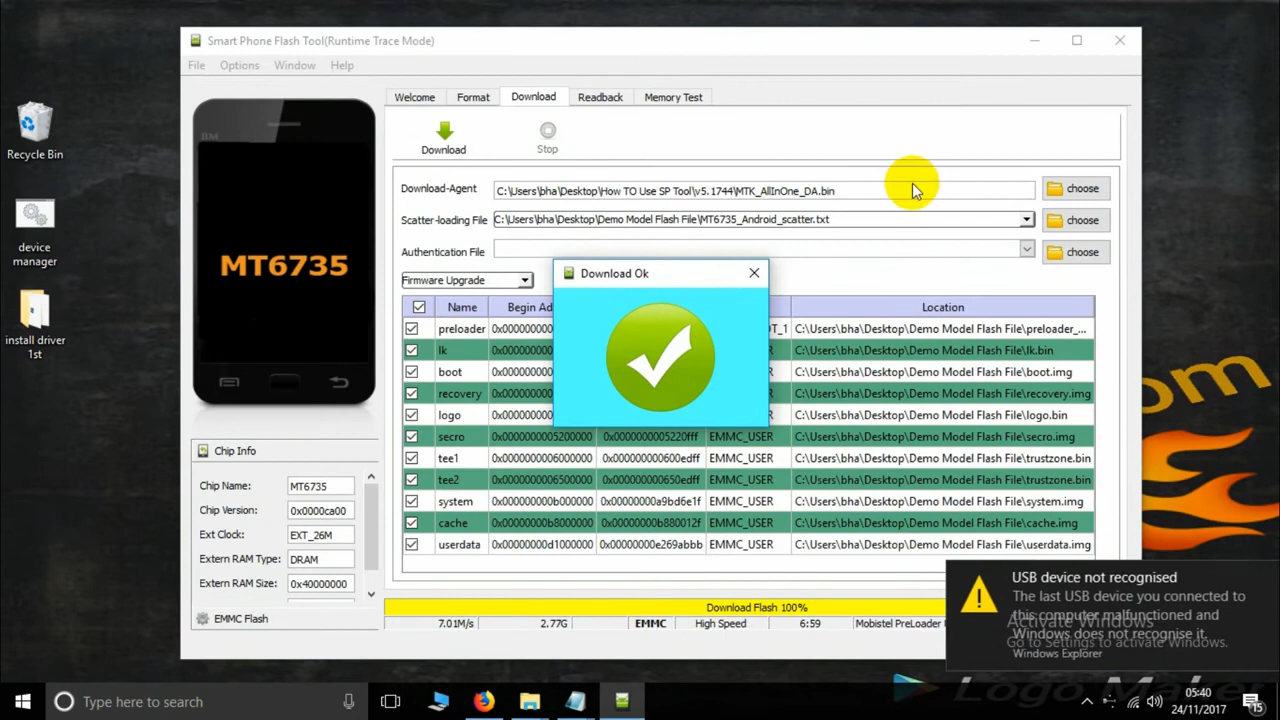 Smart Phone Flash Tool(Runtime Trace Mode)
File Options Window Help
Welcome Format Download Readback Memory Test
Recycle Bin
device manager
install driver 1st
BM
MT6735
Download Stop
Download-Agent C:\Users\bha\Desktop\How TO Use SP Tool\v5.1744\MTK_AllInOne_DA.bin choose
Scatter-loading File C:\Users\bha\Desktop\Demo Model Flash File\MT6735_Android_scatter.txt choose
Authentication File choose
Firmware Upgrade
Download Ok
Name Begin Ad Location
preloader 0x000000000 OT_1 C:\Users\bha\Desktop\Demo Model Flash File\preloader_...
lk 0x000000000 C:\Users\bha\Desktop\Demo Model Flash File\lk.bin
boot 0x000000000 C:\Users\bha\Desktop\Demo Model Flash File\boot.img
recovery 0x000000000 C:\Users\bha\Desktop\Demo Model Flash File\recovery.img
logo 0x000000000 C:\Users\bha\Desktop\Demo Model Flash File\logo.bin
secro 0x0000000005200000 0x0000000005220fff EMMC_USER C:\Users\bha\Desktop\Demo Model Flash File\secro.img
tee1 0x0000000006000000 0x000000000600edff EMMC_USER C:\Users\bha\Desktop\Demo Model Flash File\trustzone.bin
tee2 0x0000000006500000 0x000000000650edff EMMC_USER C:\Users\bha\Desktop\Demo Model Flash File\trustzone.bin
system 0x000000000b000000 0x00000000a9bd6e1f EMMC_USER C:\Users\bha\Desktop\Demo Model Flash File\system.img
cache 0x00000000b8000000 0x00000000b880012f EMMC_USER C:\Users\bha\Desktop\Demo Model Flash File\cache.img
userdata 0x00000000d1000000 0x00000000e269abbb EMMC_USER C:\Users\bha\Desktop\Demo Model Flash File\userdata.img
Chip Info
Chip Name: MT6735
Chip Version: 0x0000ca00
Ext Clock: EXT_26M
Extern RAM Type: DRAM
Extern RAM Size: 0x40000000
EMMC Flash
Download Flash 100%
7.01M/s 2.77G EMMC High Speed 6:59 Mobistel PreLoader
om
USB device not recognised
The last USB device you connected to
this computer malfunctioned and
Windows does not recognise it.
Windows Explorer
Activate Windows
Go to Settings to activate Windows.
Logo Maker
Type here to search
05:40
24/11/2017
15